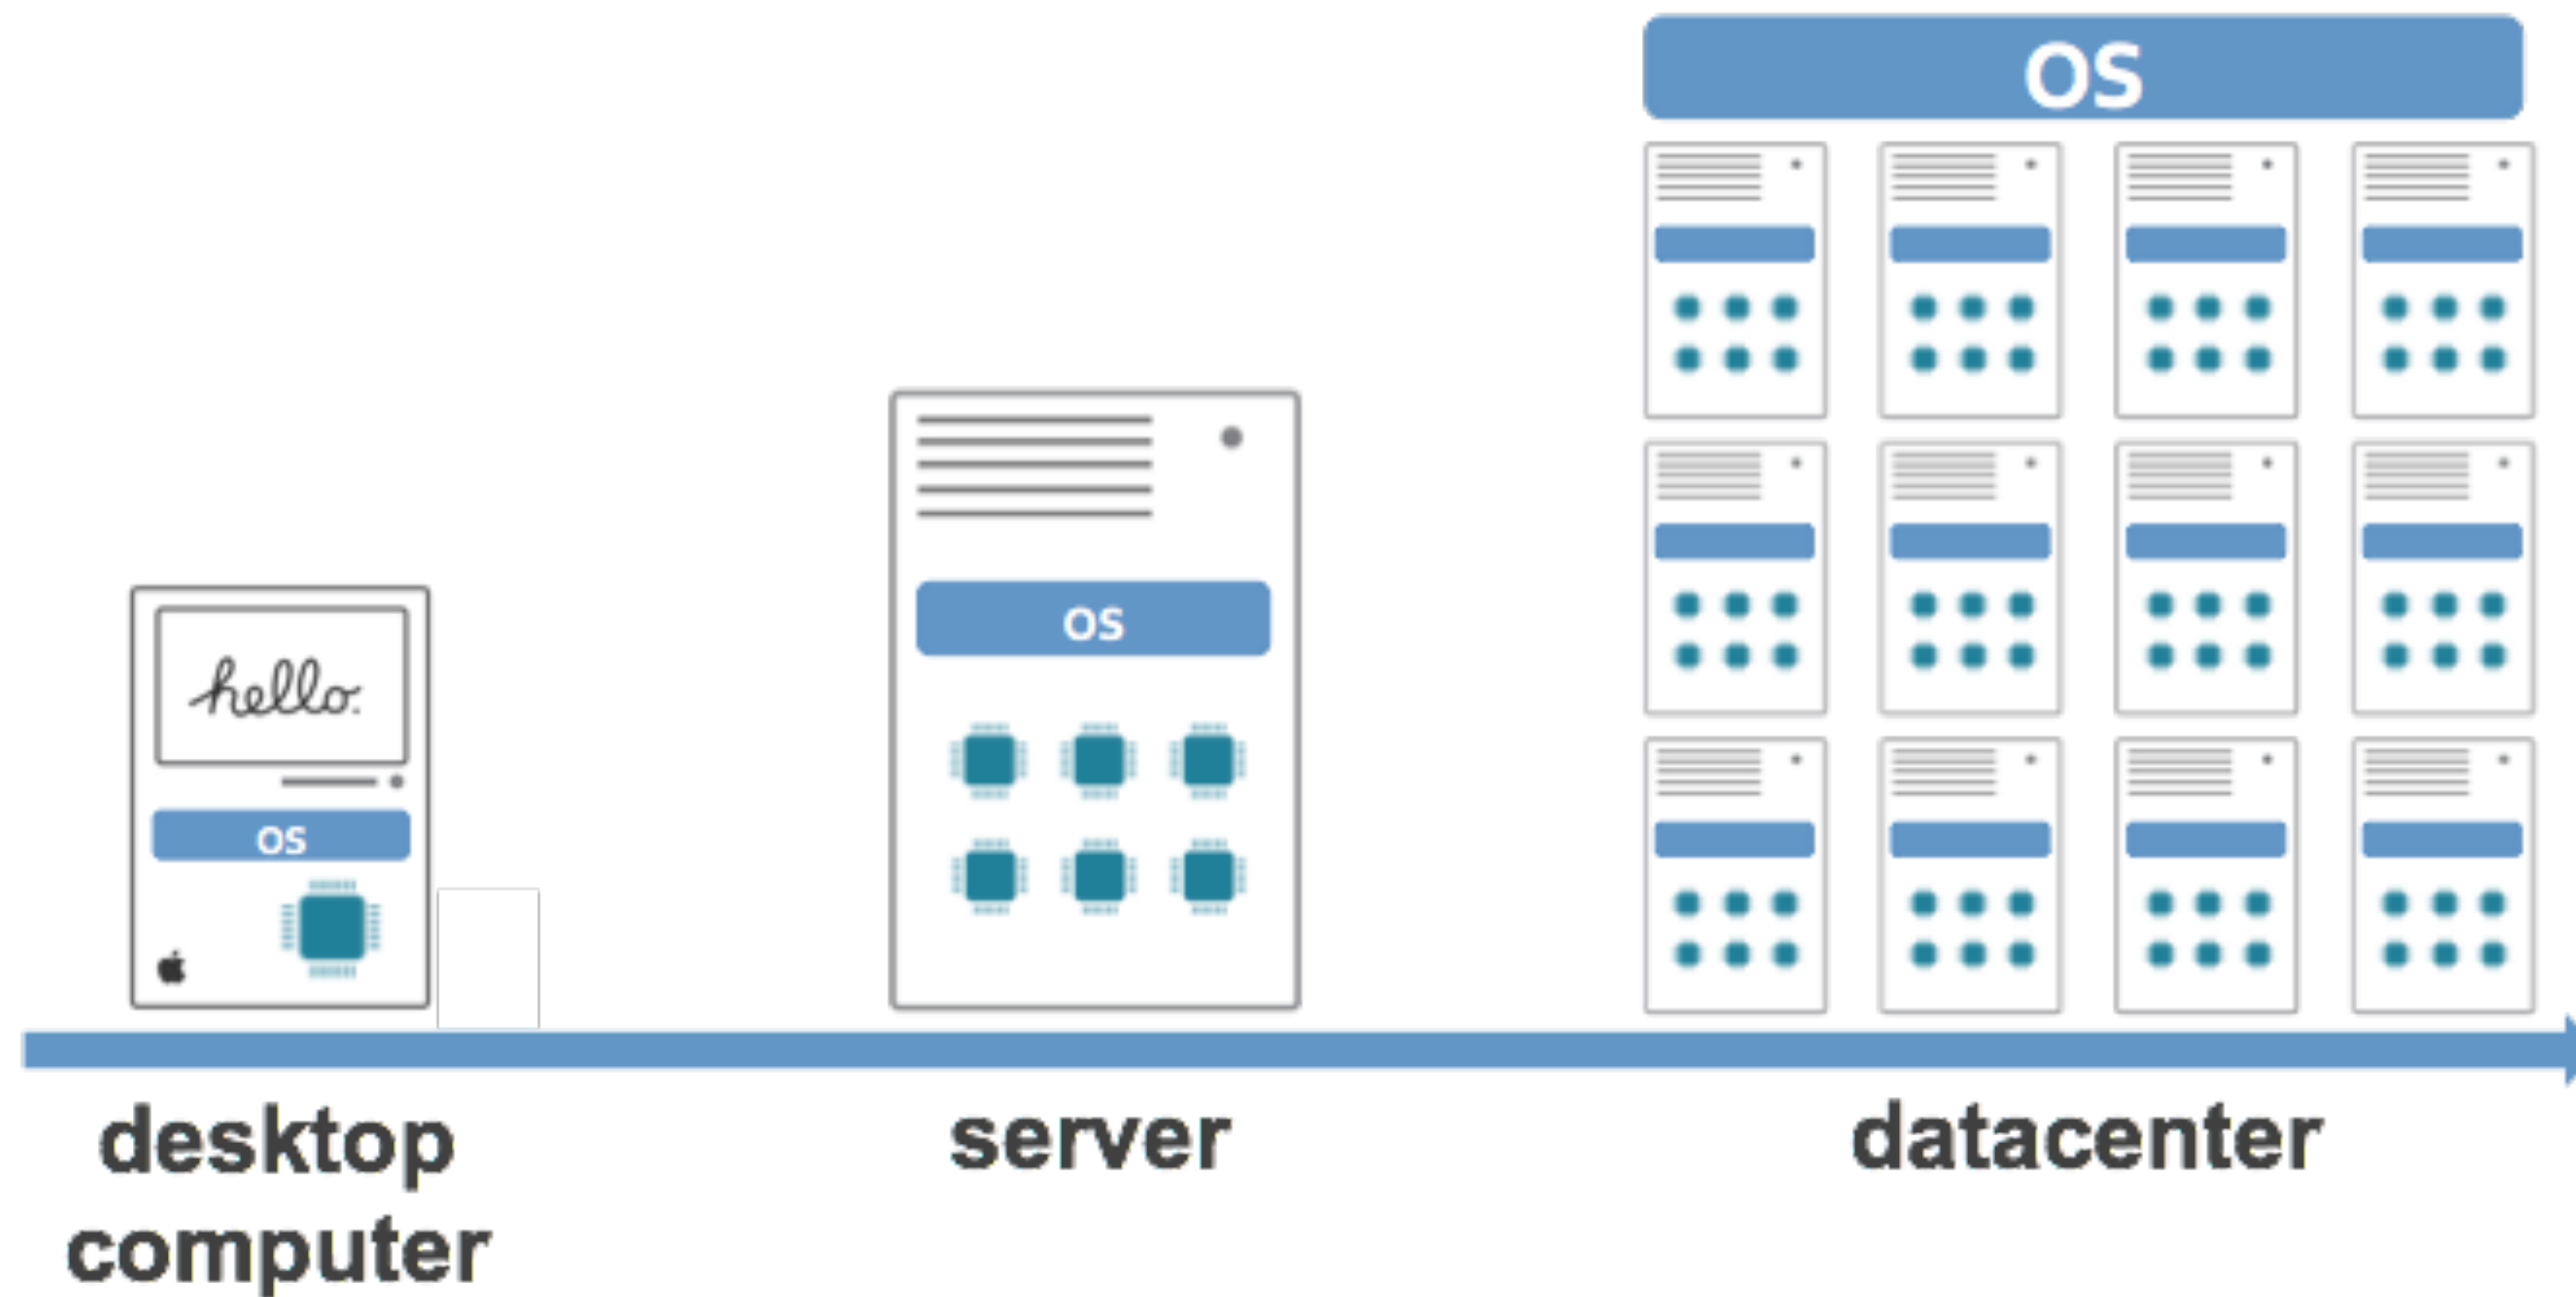 OS
hello.
OS
OS
desktop
computer
server
datacenter